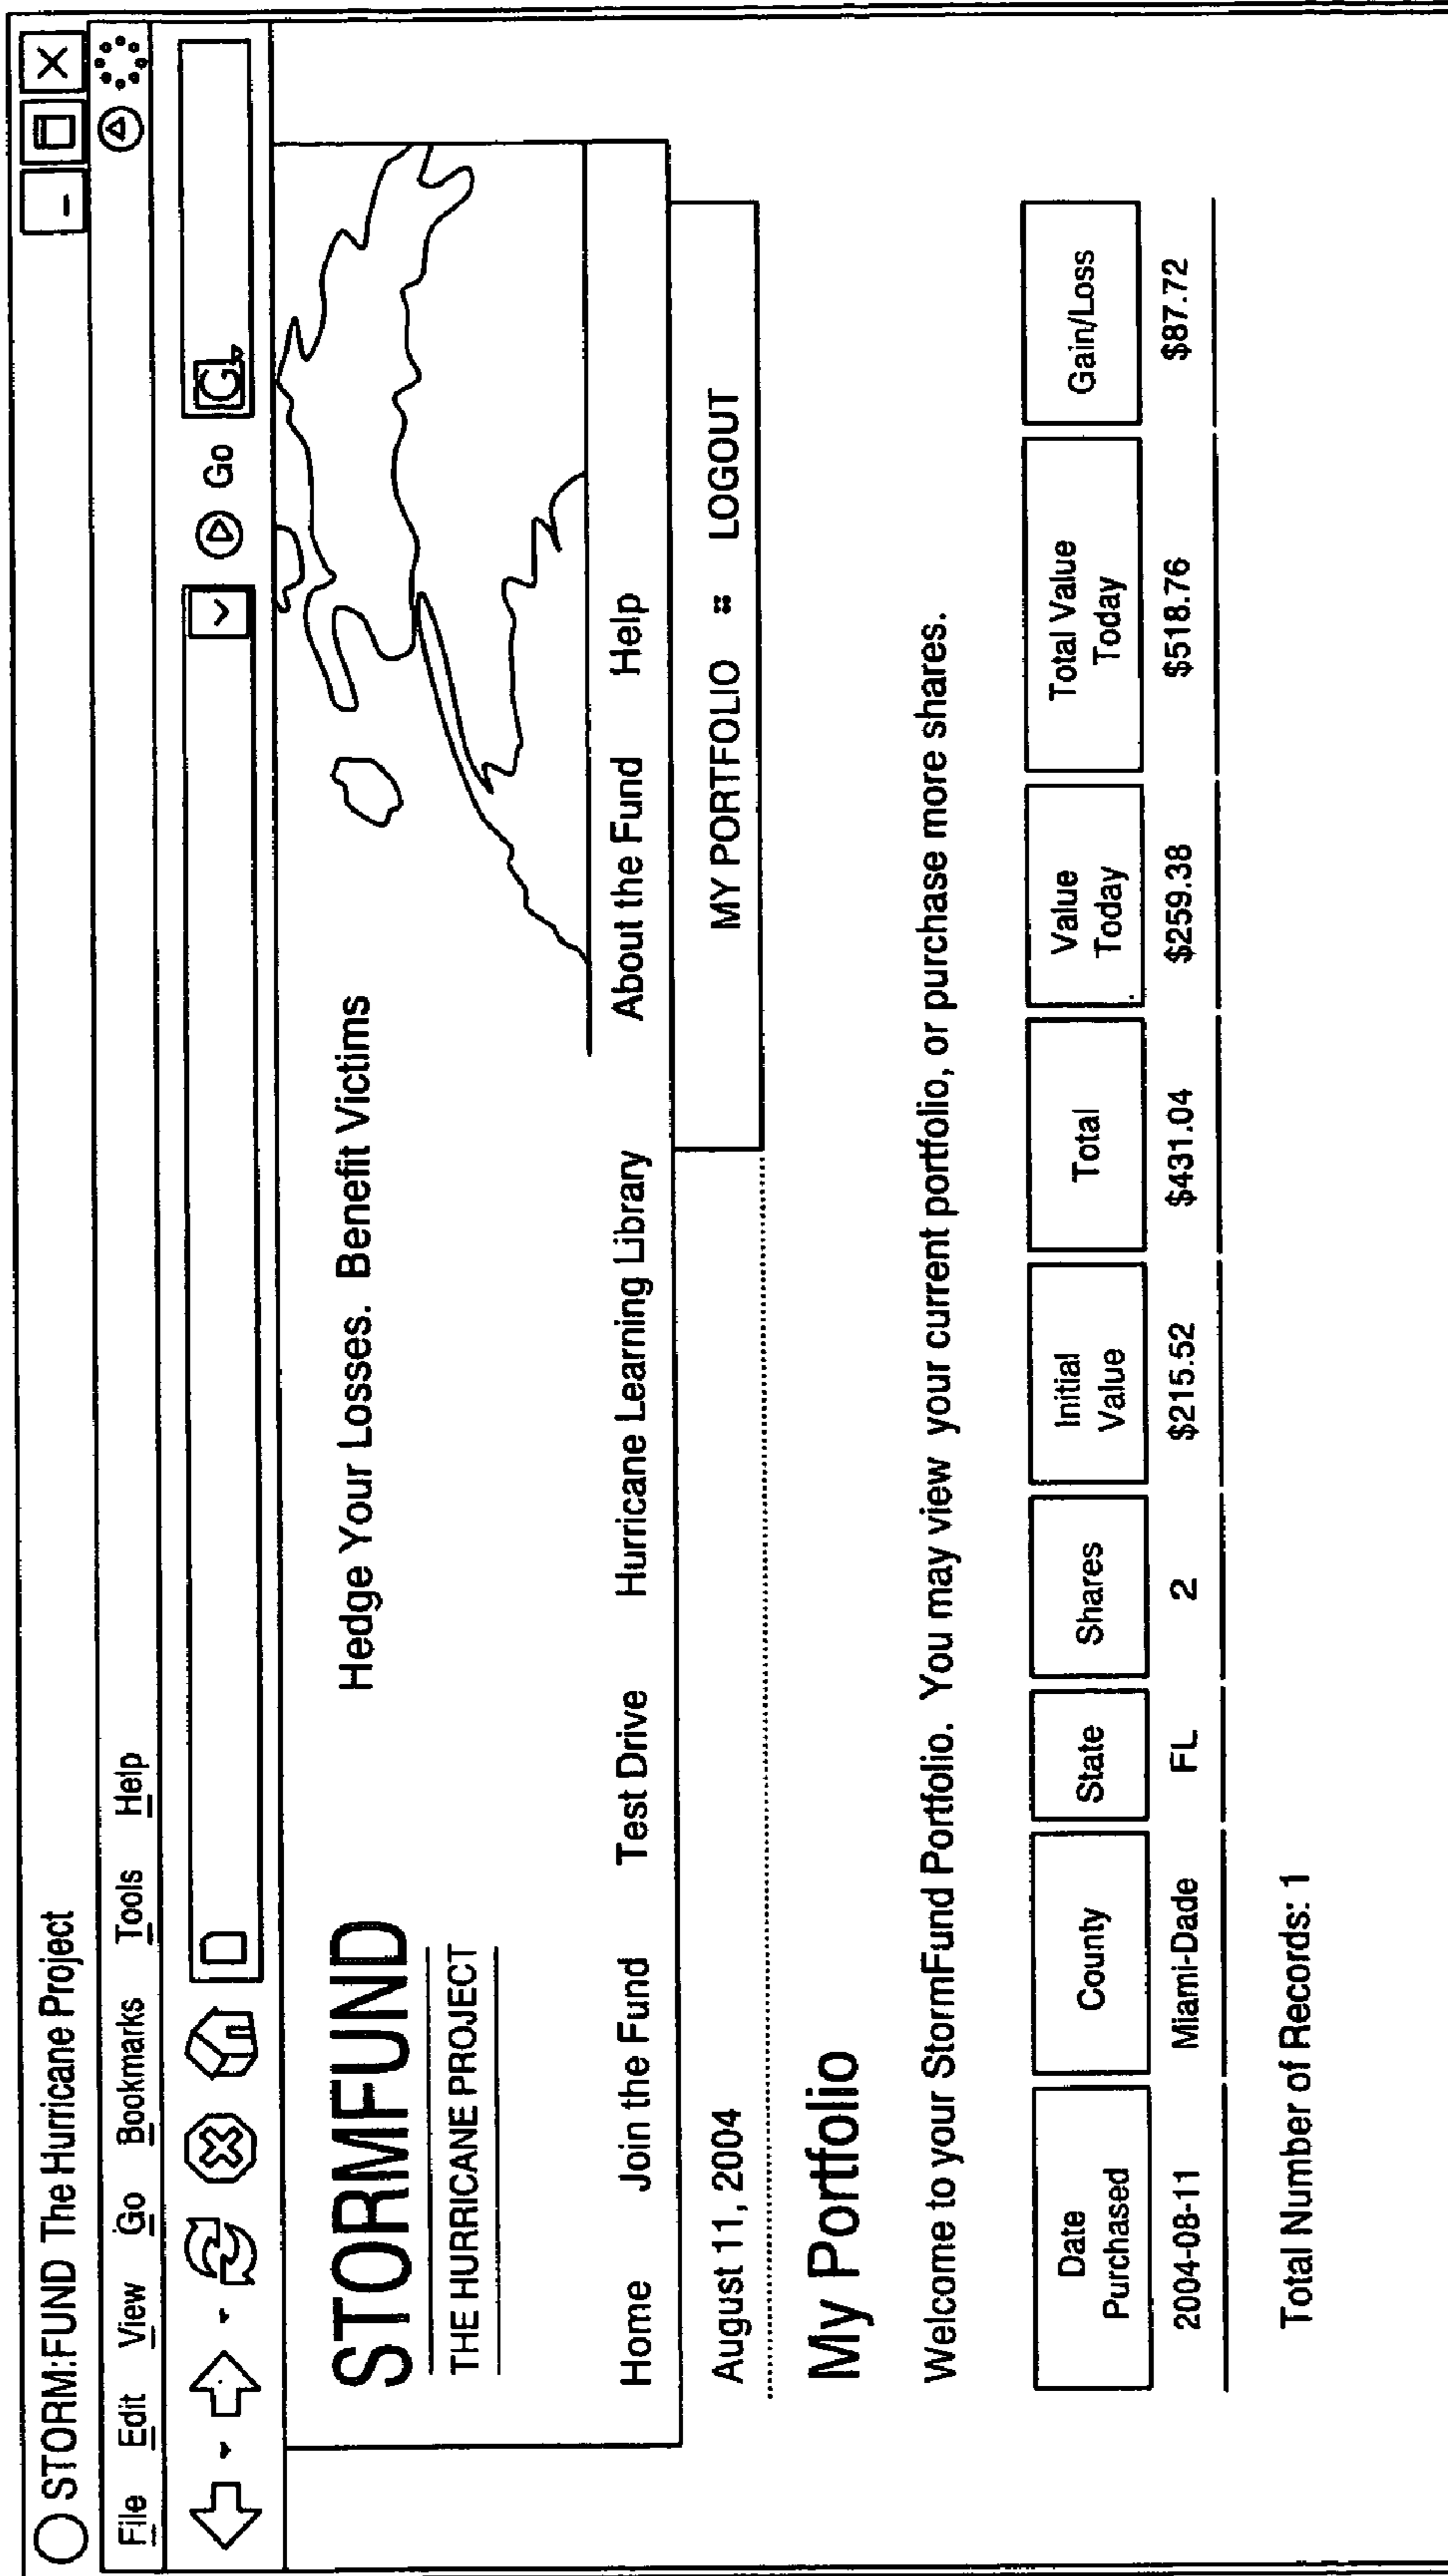 STORM:FUND The Hurricane Project
File Edit View Go Bookmarks Tools Help
Go G
STORMFUND
THE HURRICANE PROJECT
Hedge Your Losses. Benefit Victims
Home Join the Fund Test Drive Hurricane Learning Library About the Fund Help
August 11, 2004 MY PORTFOLIO :: LOGOUT
My Portfolio
Welcome to your StormFund Portfolio. You may view your current portfolio, or purchase more shares.
Date Purchased County State Shares Initial Value Total Value Today Total Value Today Gain/Loss
2004-08-11 Miami-Dade FL 2 $215.52 $431.04 $259.38 $518.76 $87.72
Total Number of Records: 1